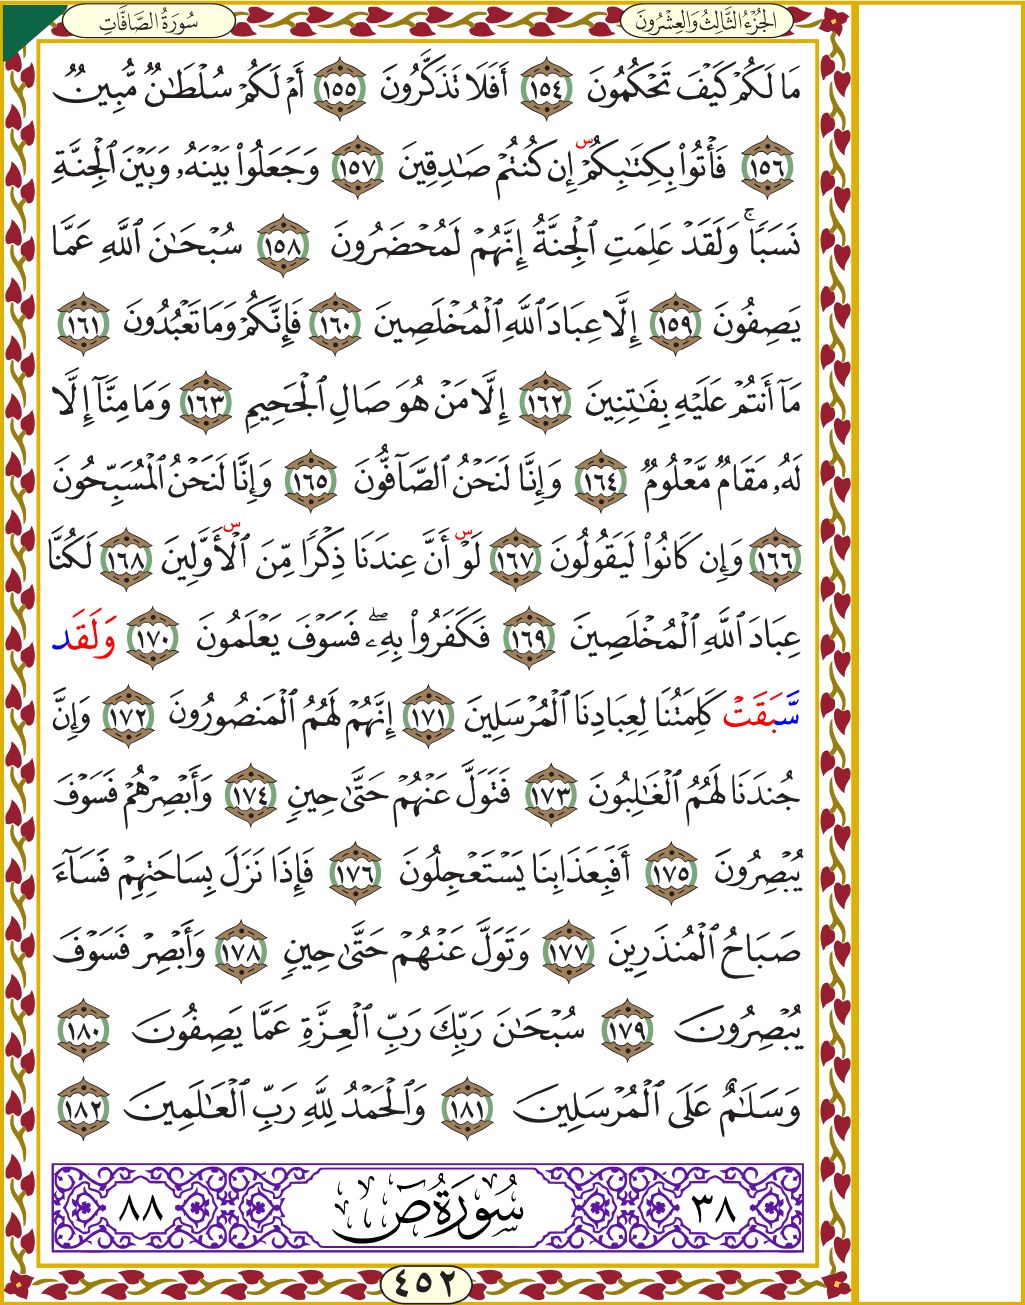 الجُزْءُ الثَّالِثُ وَالعِشْرُونَ
سُورَةُ الصَّافَّاتِ
مَا لَكُمْ كَيْفَ تَحْكُمُونَ ١٥٤ أَفَلَا تَذَكَّرُونَ ١٥٥ أَمْ لَكُمْ سُلْطَـٰنٌ مُّبِينٌ
١٥٦ فَأْتُوا۟ بِكِتَـٰبِكُمْ س إِن كُنتُمْ صَـٰدِقِينَ ١٥٧ وَجَعَلُوا۟ بَيْنَهُۥ وَبَيْنَ ٱلْجِنَّةِ
نَسَبًا ۚ وَلَقَدْ عَلِمَتِ ٱلْجِنَّةُ إِنَّهُمْ لَمُحْضَرُونَ ١٥٨ سُبْحَـٰنَ ٱللَّهِ عَمَّا
يَصِفُونَ ١٥٩ إِلَّا عِبَادَ ٱللَّهِ ٱلْمُخْلَصِينَ ١٦٠ فَإِنَّكُمْ وَمَا تَعْبُدُونَ ١٦١
مَآ أَنتُمْ عَلَيْهِ بِفَـٰتِنِينَ ١٦٢ إِلَّا مَنْ هُوَ صَالِ ٱلْجَحِيمِ ١٦٣ وَمَا مِنَّآ إِلَّا
لَهُۥ مَقَامٌ مَّعْلُومٌ ١٦٤ وَإِنَّا لَنَحْنُ ٱلصَّآفُّونَ ١٦٥ وَإِنَّا لَنَحْنُ ٱلْمُسَبِّحُونَ
١٦٦ وَإِن كَانُوا۟ لَيَقُولُونَ ١٦٧ لَوْ س أَنَّ عِندَنَا ذِكْرًا مِّنَ ٱلْأَوَّلِينَ س ١٦٨ لَكُنَّا
عِبَادَ ٱللَّهِ ٱلْمُخْلَصِينَ ١٦٩ فَكَفَرُوا۟ بِهِۦ ۖ فَسَوْفَ يَعْلَمُونَ ١٧٠ وَلَقَد
سَّبَقَتْ كَلِمَتُنَا لِعِبَادِنَا ٱلْمُرْسَلِينَ ١٧١ إِنَّهُمْ لَهُمُ ٱلْمَنصُورُونَ ١٧٢ وَإِنَّ
جُندَنَا لَهُمُ ٱلْغَـٰلِبُونَ ١٧٣ فَتَوَلَّ عَنْهُمْ حَتَّىٰ حِينٍ ١٧٤ وَأَبْصِرْهُمْ فَسَوْفَ
يُبْصِرُونَ ١٧٥ أَفَبِعَذَابِنَا يَسْتَعْجِلُونَ ١٧٦ فَإِذَا نَزَلَ بِسَاحَتِهِمْ فَسَآءَ
صَبَاحُ ٱلْمُنذَرِينَ ١٧٧ وَتَوَلَّ عَنْهُمْ حَتَّىٰ حِينٍ ١٧٨ وَأَبْصِرْ فَسَوْفَ
يُبْصِرُونَ ١٧٩ سُبْحَـٰنَ رَبِّكَ رَبِّ ٱلْعِزَّةِ عَمَّا يَصِفُونَ ١٨٠
وَسَلَـٰمٌ عَلَى ٱلْمُرْسَلِينَ ١٨١ وَٱلْحَمْدُ لِلَّهِ رَبِّ ٱلْعَـٰلَمِينَ ١٨٢
٣٨ سُورَةُ صٓ ٨٨
٤٥٢